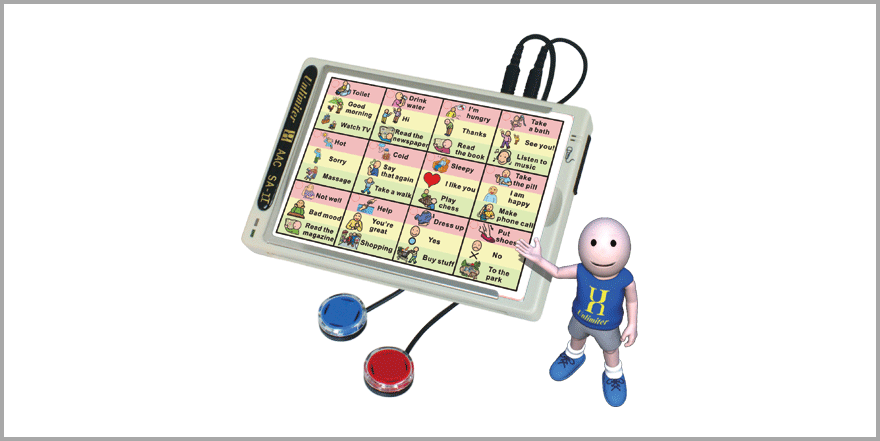 Unlimiter AAC SA-II
Toilet
Good
morning
Watch TV
Drink
water
Hi
Read the
newspaper
I'm
hungry
Thanks
Read
the book
Take
a bath
See you!
Listen to
music
Hot
Sorry
Massage
Cold
Say
that again
Take a walk
Sleepy
I like you
Play
chess
Take
the pill
I am
happy
Make
phone call
Not well
Bad mood
Read the
magazine
Help
You're
great
Shopping
Dress up
Yes
Buy stuff
Put
shoes
No
To the
park
Unlimiter